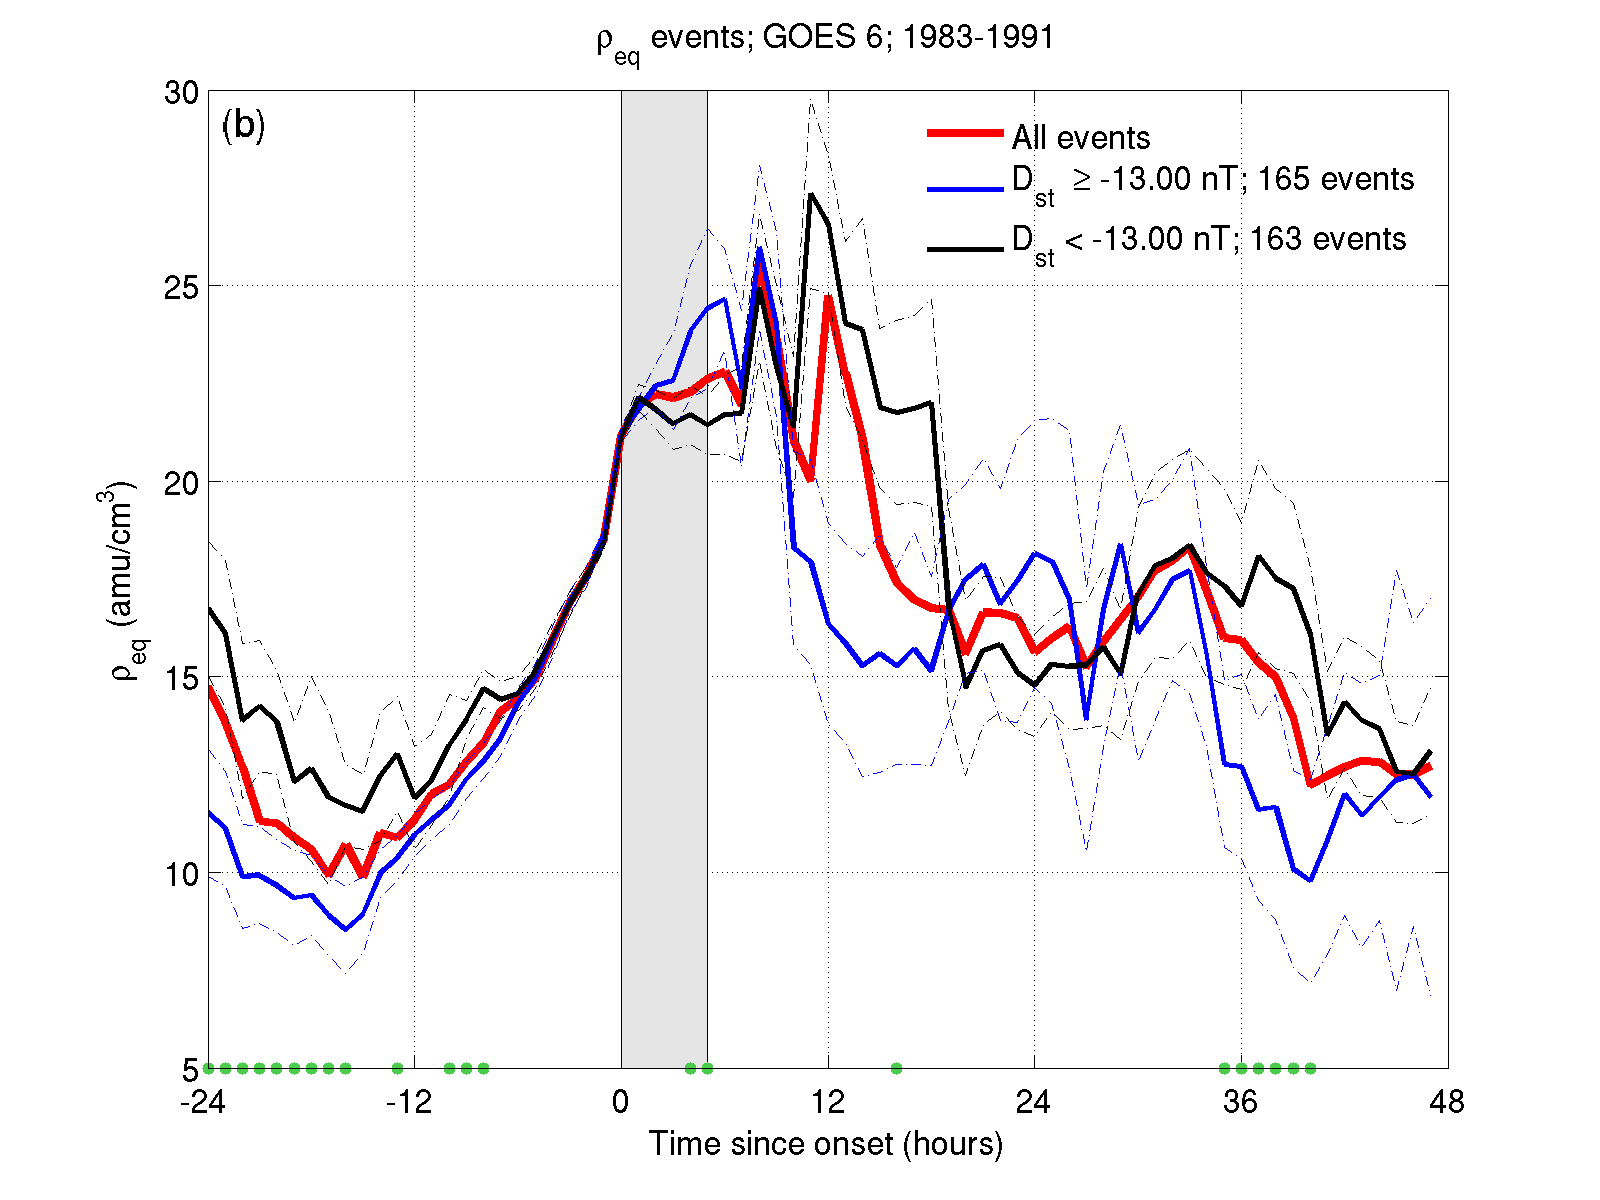 ρeq events; GOES 6; 1983-1991
(b)
All events
Dst ≥ -13.00 nT; 165 events
Dst < -13.00 nT; 163 events
30
25
20
15
10
5
ρeq (amu/cm³)
-24 -12 0 12 24 36 48
Time since onset (hours)